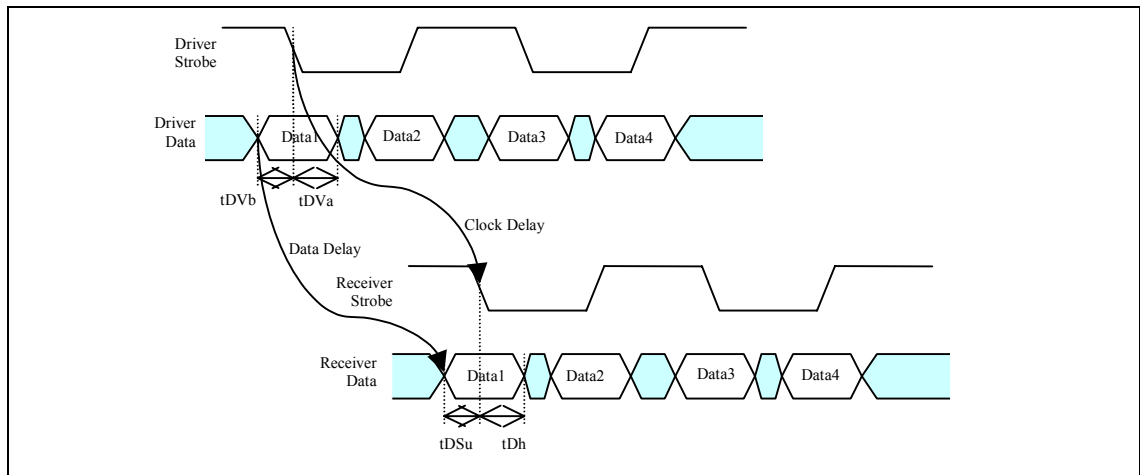 Driver
Strobe
Driver
Data
Data1
Data2
Data3
Data4
tDVb
tDVa
Clock Delay
Data Delay
Receiver
Strobe
Receiver
Data
Data1
Data2
Data3
Data4
tDSu
tDh